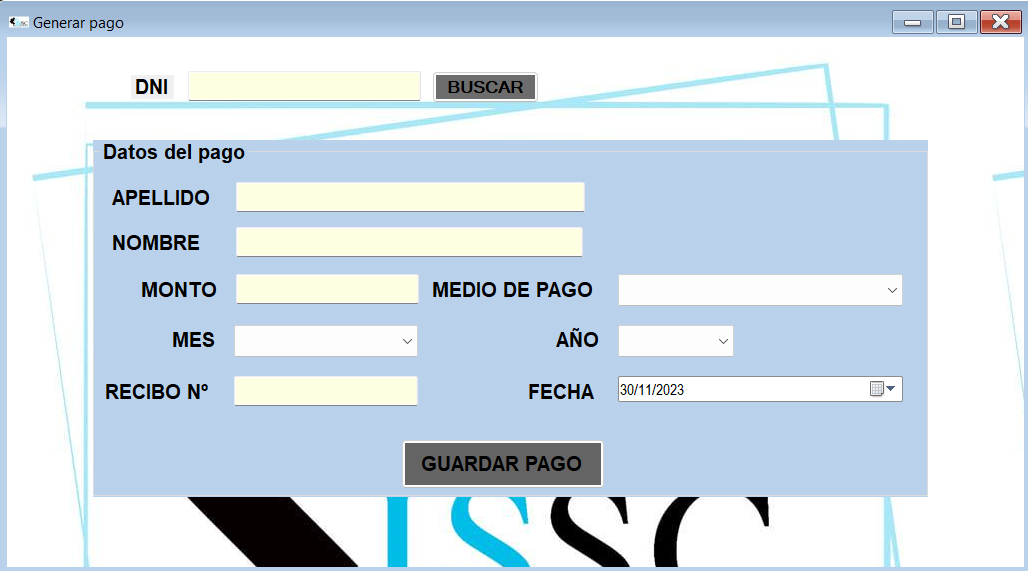 Generar pago
DNI BUSCAR
Datos del pago
APELLIDO
NOMBRE
MONTO MEDIO DE PAGO
MES AÑO
RECIBO Nº FECHA 30/11/2023
GUARDAR PAGO
ISSC